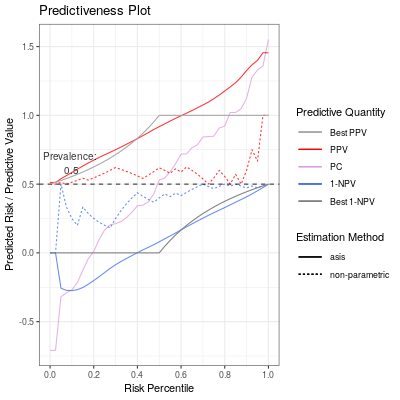 Predictiveness Plot
Predicted Risk / Predictive Value
1.5
1.0
0.5
0.0
-0.5
Prevalence:
0.5
0.0
0.2
0.4
0.6
0.8
1.0
Risk Percentile
Predictive Quantity
Best PPV
PPV
PC
1-NPV
Best 1-NPV
Estimation Method
asis
non-parametric